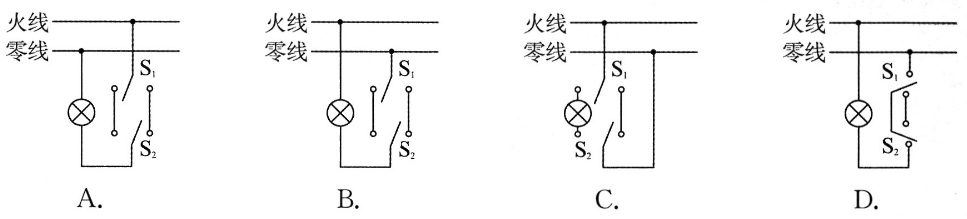 火线 火线 火线 火线
零线 零线 零线 零线
S₁ S₁ S₁ S₁
S₂ S₂ S₂ S₂
A. B. C. D.